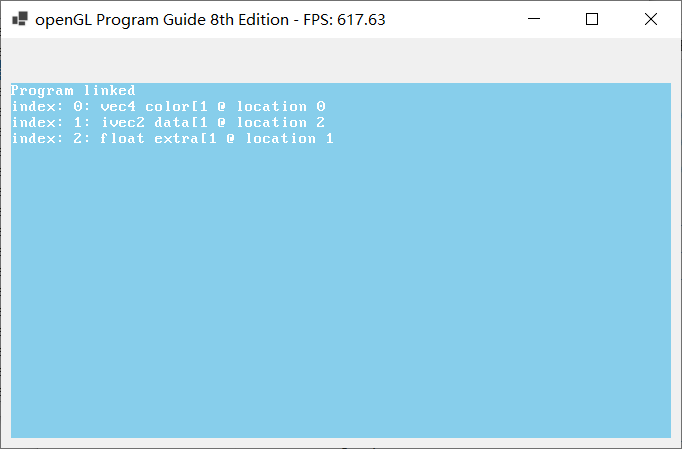 openGL Program Guide 8th Edition - FPS: 617.63
Program linked
index: 0: vec4 color[1 @ location 0
index: 1: ivec2 data[1 @ location 2
index: 2: float extra[1 @ location 1